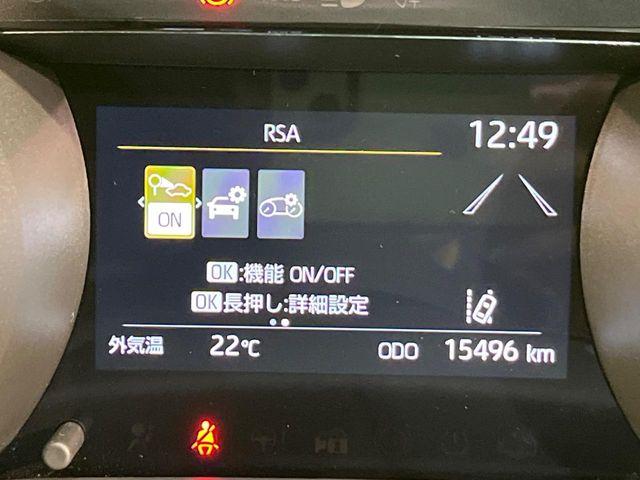 RSA
12:49
ON
OK:機能 ON/OFF
OK長押し:詳細設定
外気温 22℃ ODO 15496 km